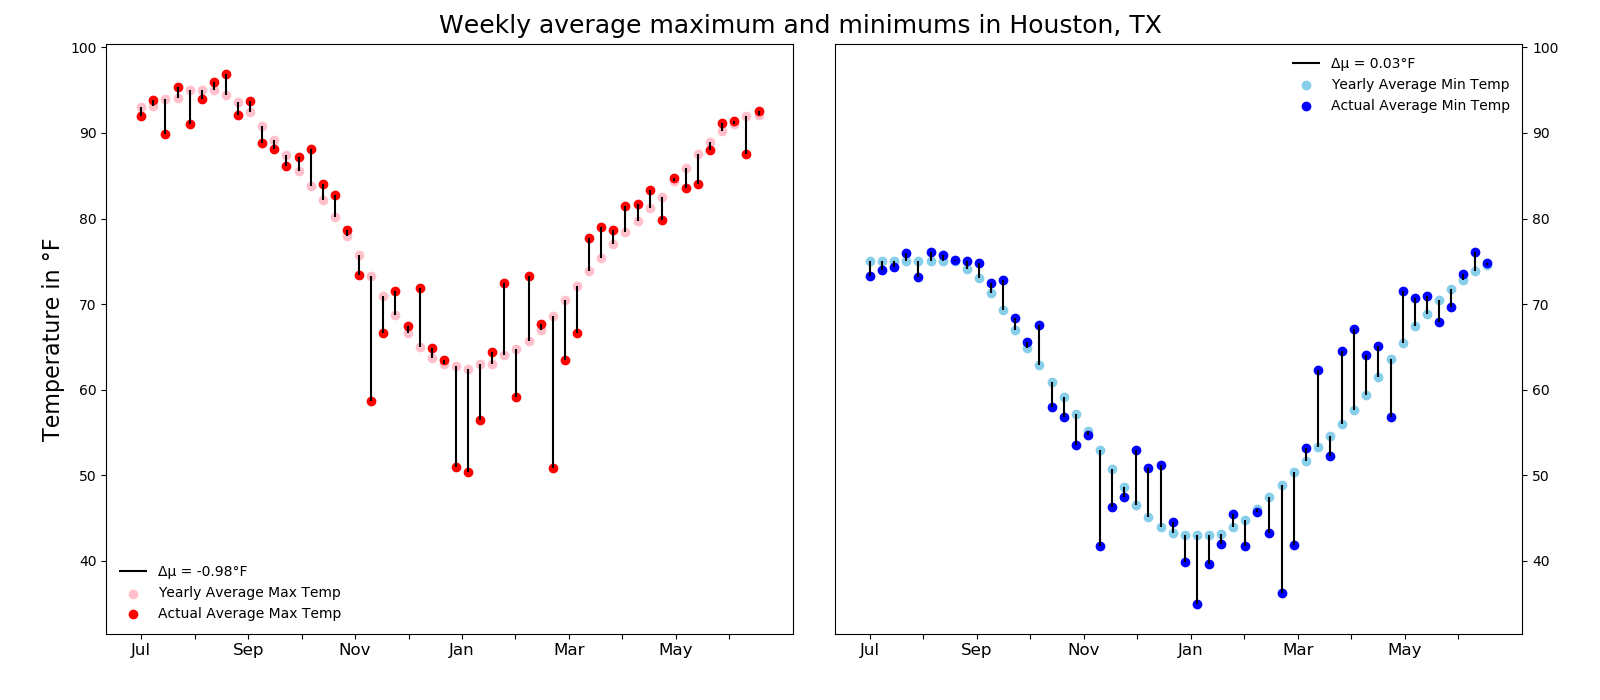 Weekly average maximum and minimums in Houston, TX
Temperature in °F
100
90
80
70
60
50
40
Δμ = -0.98°F
Yearly Average Max Temp
Actual Average Max Temp
Jul Sep Nov Jan Mar May
Δμ = 0.03°F
Yearly Average Min Temp
Actual Average Min Temp
100
90
80
70
60
50
40
Jul Sep Nov Jan Mar May